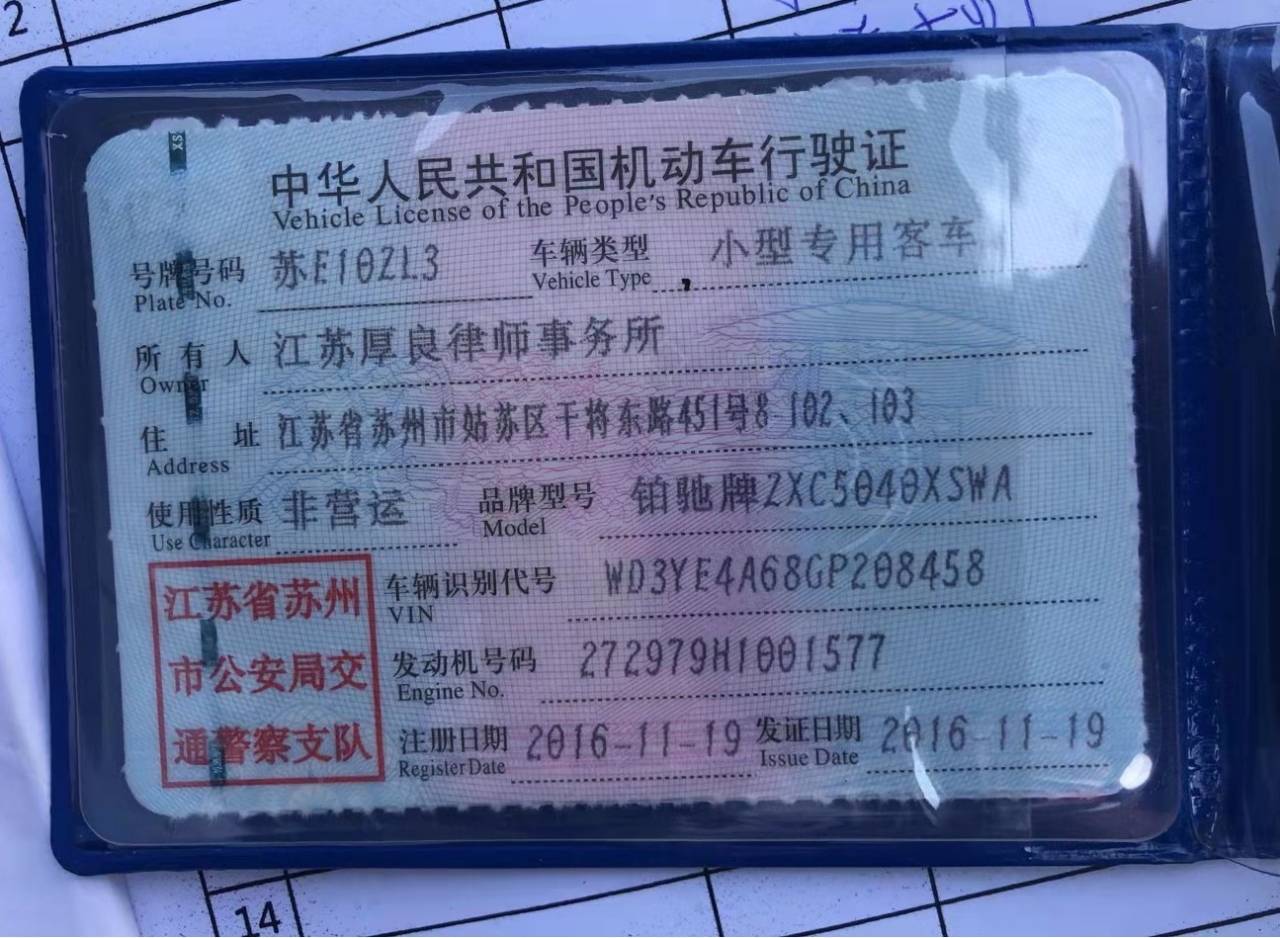 2
中华人民共和国机动车行驶证
Vehicle License of the People's Republic of China
号牌号码 苏E10ZL3 车辆类型 小型专用客车
Plate No. Vehicle Type
所有人 江苏厚良律师事务所
Owner
住址 江苏省苏州市姑苏区干将东路451号8 102、103
Address
使用性质 非营运 品牌型号 铂驰牌ZXC5040XSWA
Use Character Model
江苏省苏州 车辆识别代号 WD3YE4A68GP208458
VIN
市公安局交 发动机号码 272979H1001577
Engine No.
通警察支队 注册日期 2016-11-19 发证日期 2016-11-19
Register Date Issue Date
14